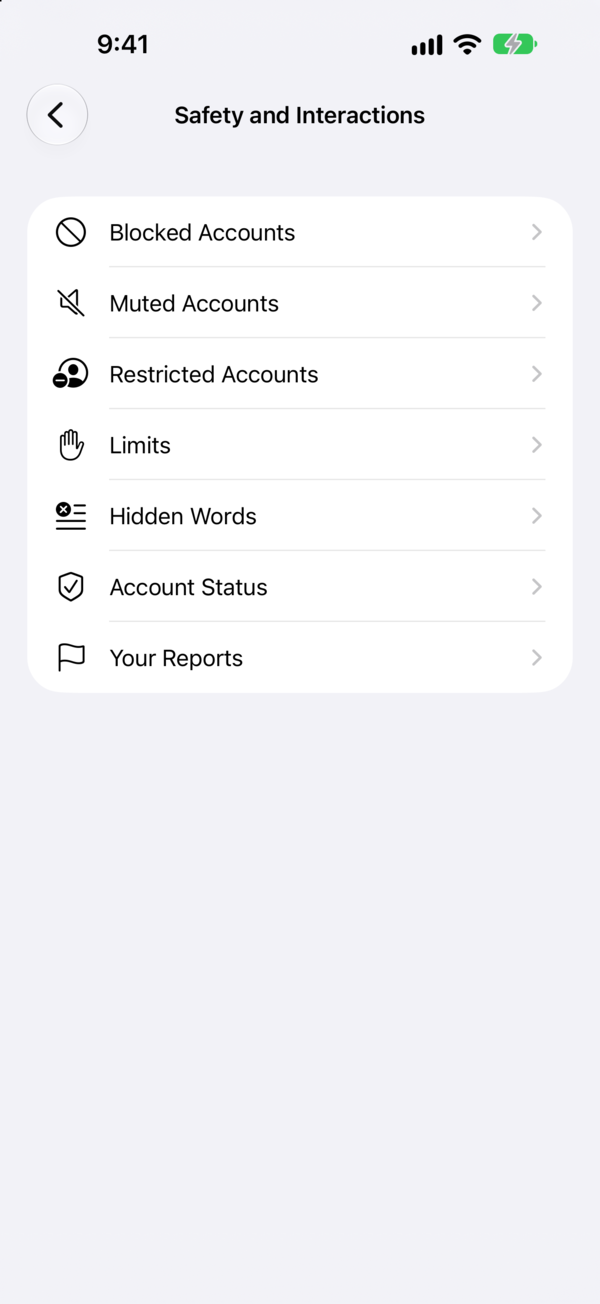 9:41
Safety and Interactions
Blocked Accounts
Muted Accounts
Restricted Accounts
Limits
Hidden Words
Account Status
Your Reports